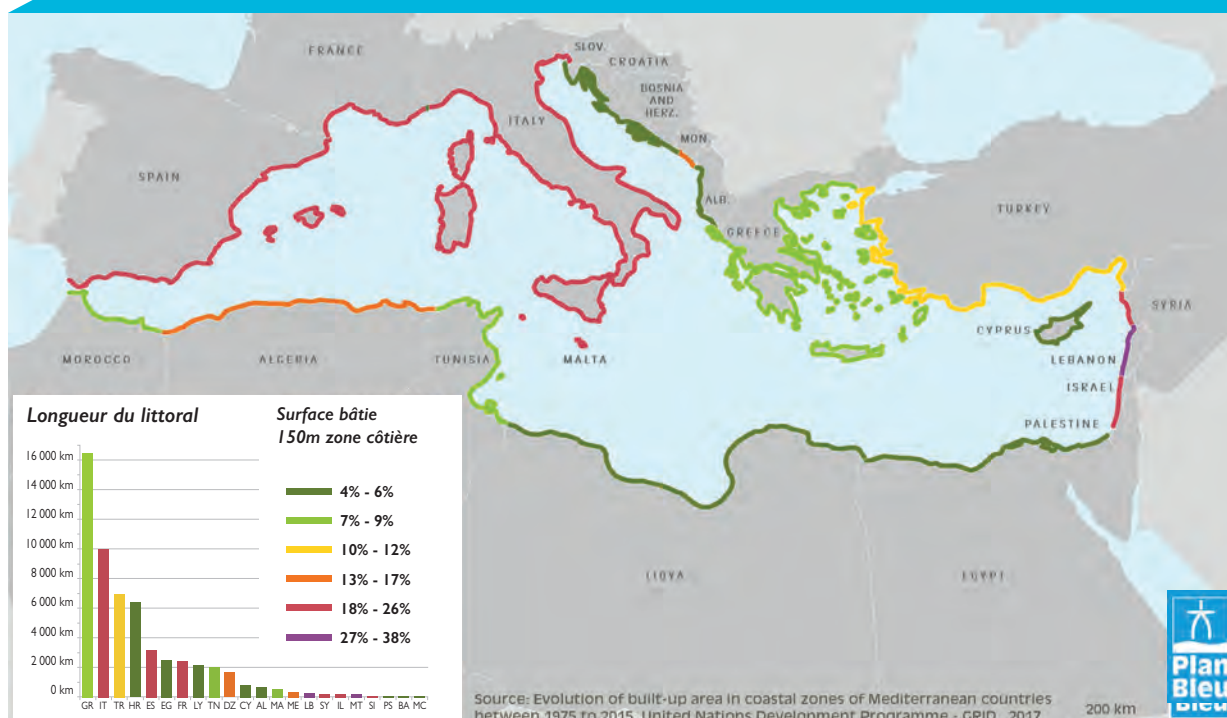 FRANCE
SLOV.
CROATIA
BOSNIA
AND
HERZ.
ITALY
MON.
SPAIN
ALB.
GREECE
TURKEY
SYRIA
CYPRUS
LEBANON
ISRAEL
PALESTINE
MOROCCO
ALGERIA
TUNISIA
MALTA
LIBYA
EGYPT
Longueur du littoral
16 000 km
14 000 km
12 000 km
10 000 km
8 000 km
6 000 km
4 000 km
2 000 km
0 km
GR IT TR HR ES EG FR LY TN DZ CY AL MA ME LB SY IL MT SI PS BA MC
Surface bâtie
150m zone côtière
4% - 6%
7% - 9%
10% - 12%
13% - 17%
18% - 26%
27% - 38%
Source: Evolution of built-up area in coastal zones of Mediterranean countries
between 1975 to 2015, United Nations Development Programme - GRID, 2017
200 km
Plan
Bleu
Bleu